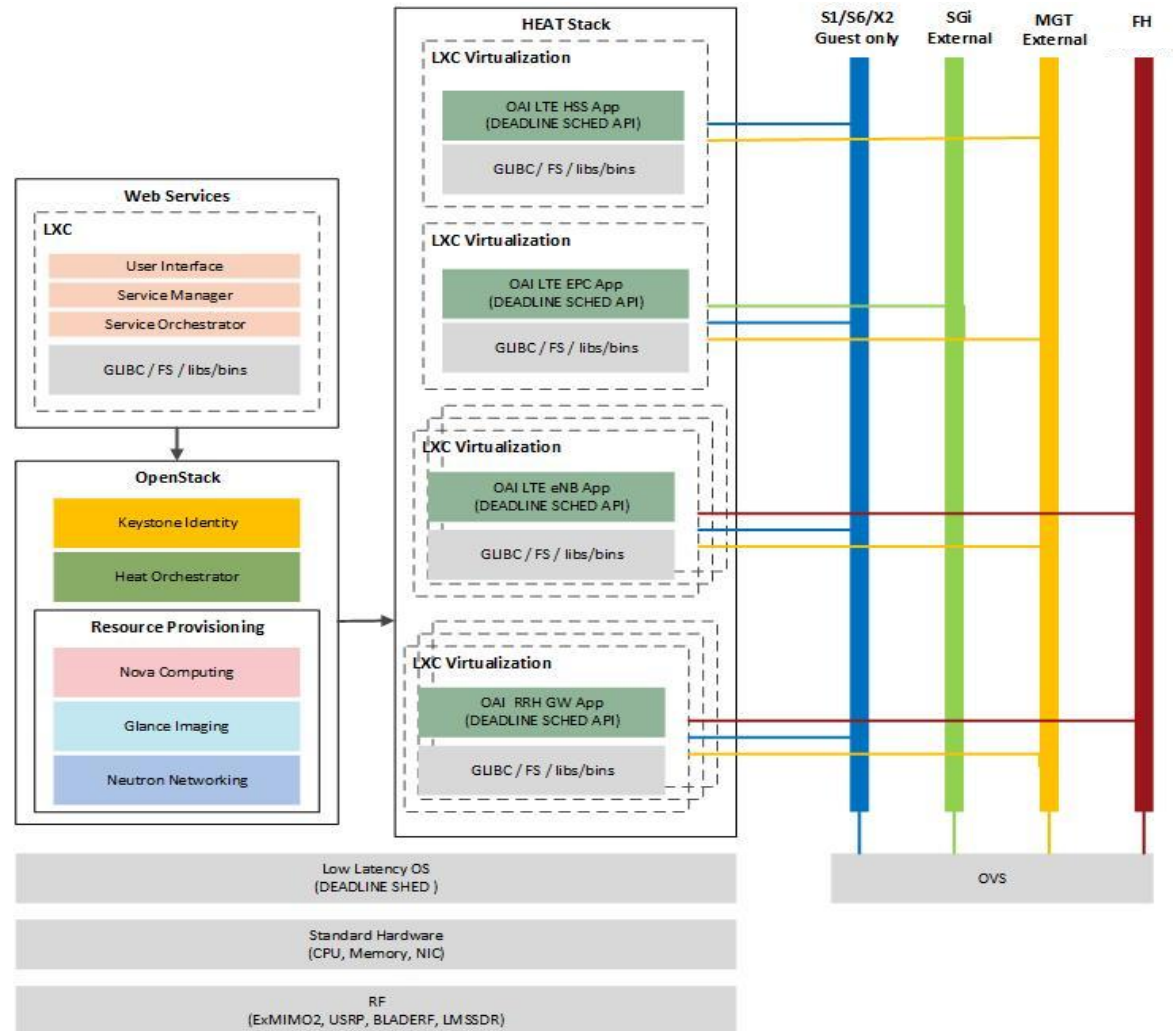 HEAT Stack
S1/S6/X2
Guest only
SGi
External
MGT
External
FH
LXC Virtualization
OAI LTE HSS App
(DEADLINE SCHED API)
GLIBC / FS / libs/bins
Web Services
LXC
User Interface
Service Manager
Service Orchestrator
GLIBC / FS / libs/bins
LXC Virtualization
OAI LTE EPC App
(DEADLINE SCHED API)
GLIBC / FS / libs/bins
OpenStack
Keystone Identity
Heat Orchestrator
Resource Provisioning
Nova Computing
Glance Imaging
Neutron Networking
LXC Virtualization
OAI LTE eNB App
(DEADLINE SCHED API)
GLIBC / FS / libs/bins
LXC Virtualization
OAI RRH GW App
(DEADLINE SCHED API)
GLIBC / FS / libs/bins
Low Latency OS
(DEADLINE SHED )
OVS
Standard Hardware
(CPU, Memory, NIC)
RF
(ExMIMO2, USRP, BLADERF, LMSSDR)